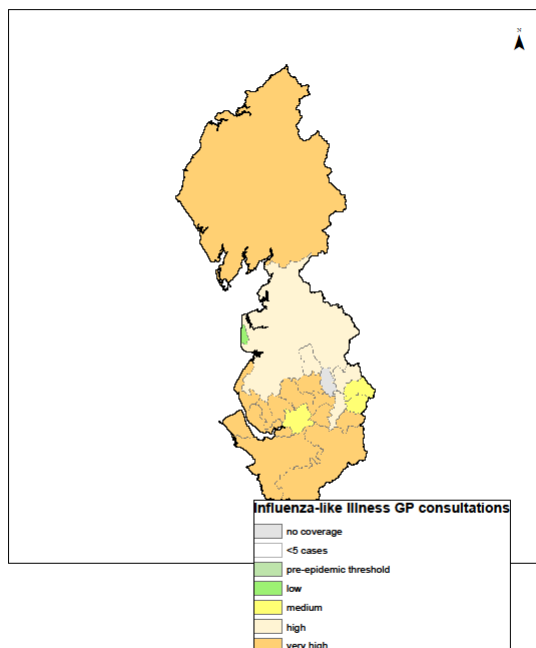 N
Influenza-like Illness GP consultations
no coverage
<5 cases
pre-epidemic threshold
low
medium
high
very high